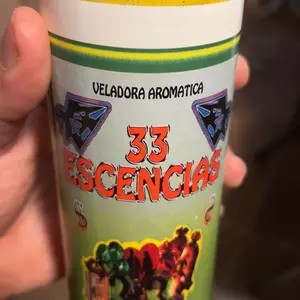 VELADORA AROMATICA
33
ESCENCIAS
$